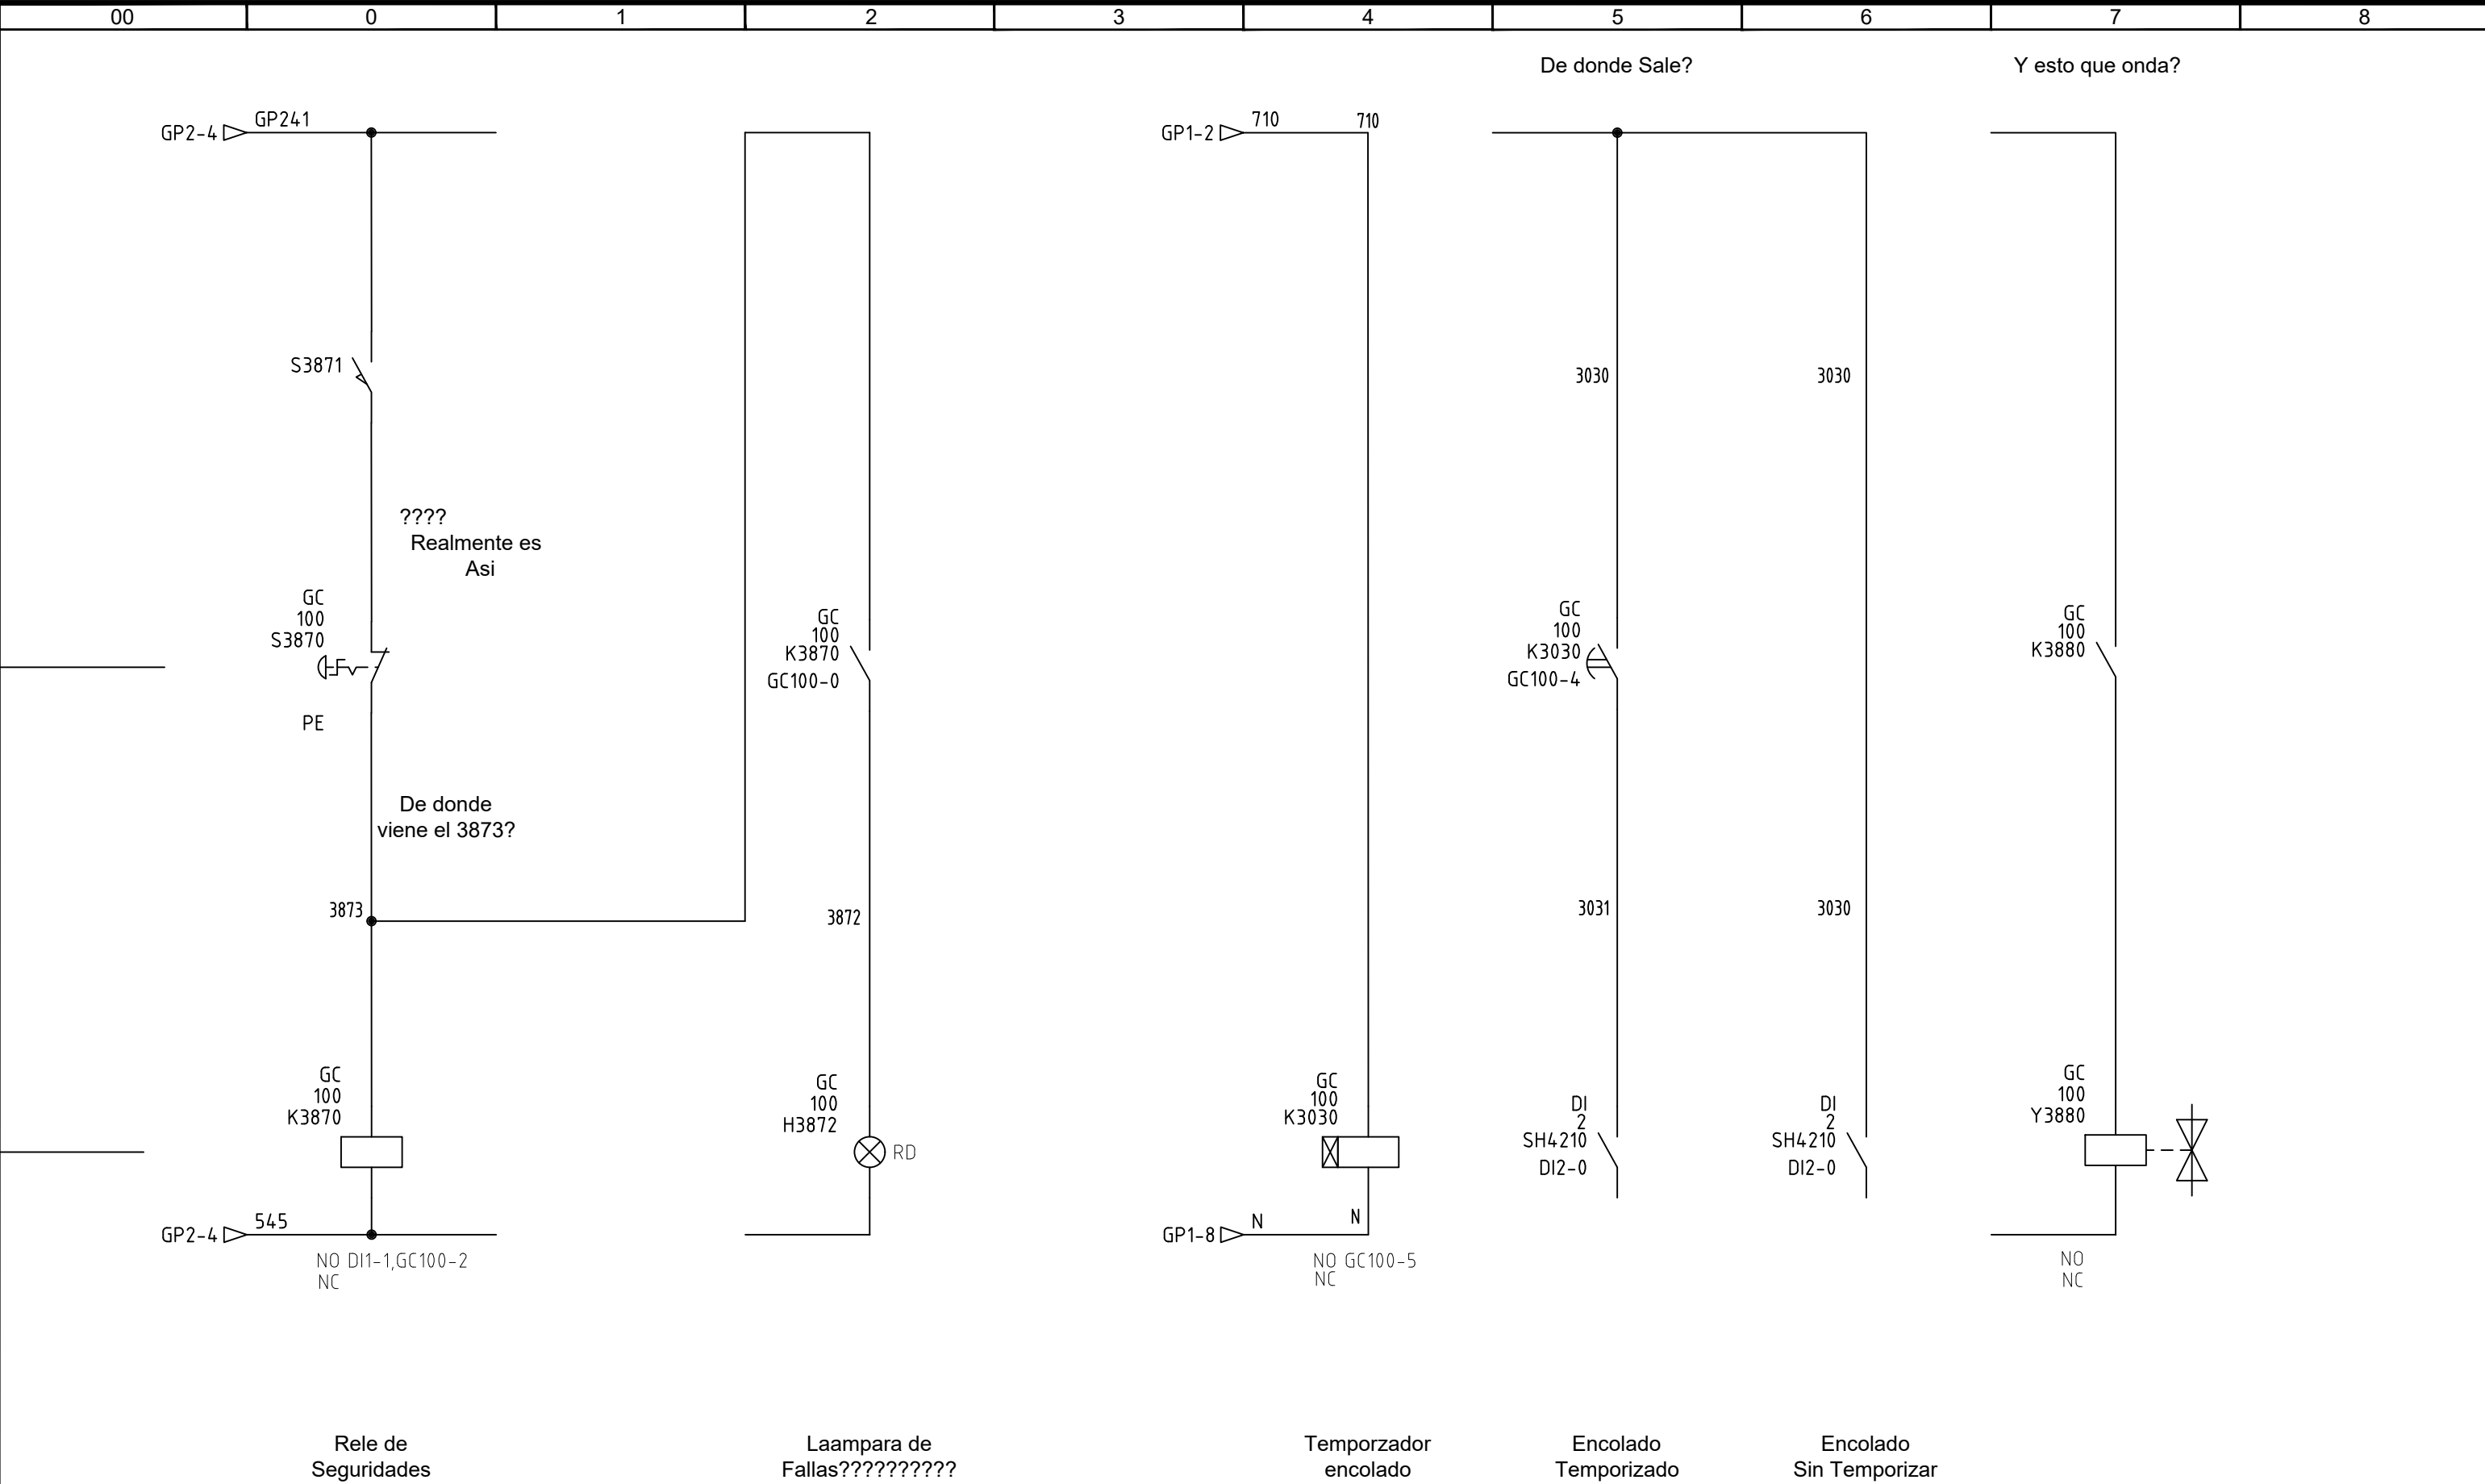 00 0 1 2 3 4 5 6 7 8
De donde Sale? Y esto que onda?
GP2-4 GP241 GP1-2 710 710
S3871 3030 3030
????
Realmente es
Asi
GC
100
S3870
PE
GC
100
K3870
GC100-0
GC
100
K3030
GC100-4
GC
100
K3880
De donde
viene el 3873?
3873 3872 3031 3030
GC
100
K3870
GC
100
H3872
RD
GC
100
K3030
DI
2
SH4210
DI2-0
DI
2
SH4210
DI2-0
GC
100
Y3880
GP2-4 545 GP1-8 N N
NO DI1-1,GC100-2
NC
NO GC100-5
NC
NO
NC
Rele de
Seguridades
Laampara de
Fallas??????????
Temporzador
encolado
Encolado
Temporizado
Encolado
Sin Temporizar